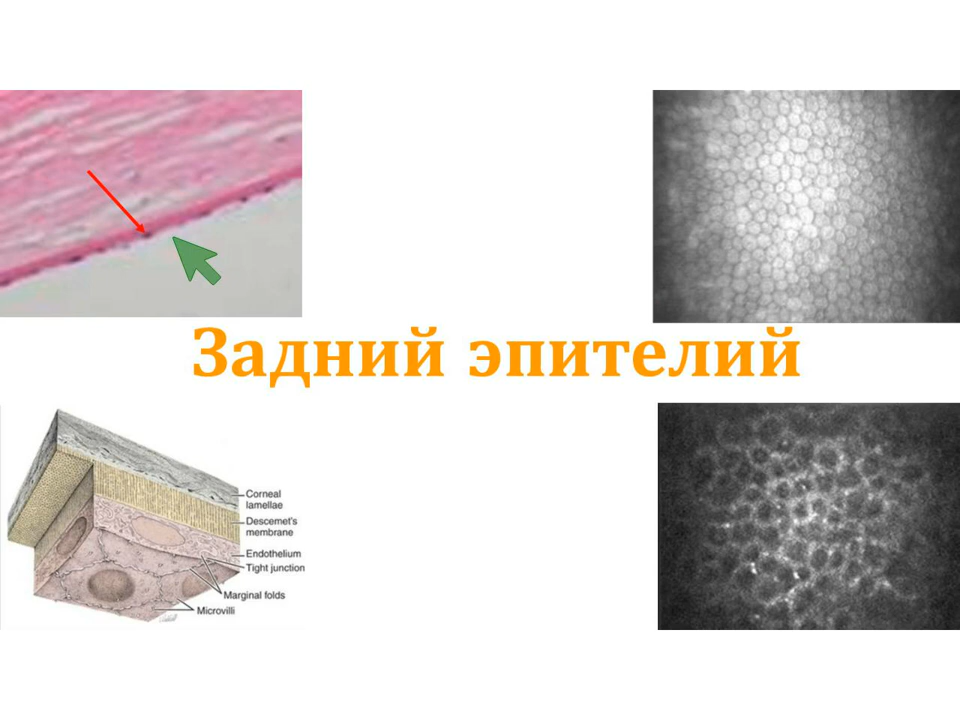 Задний эпителий
Corneal
lamellae
Descemet's
membrane
Endothelium
Tight junction
Marginal folds
Microvilli